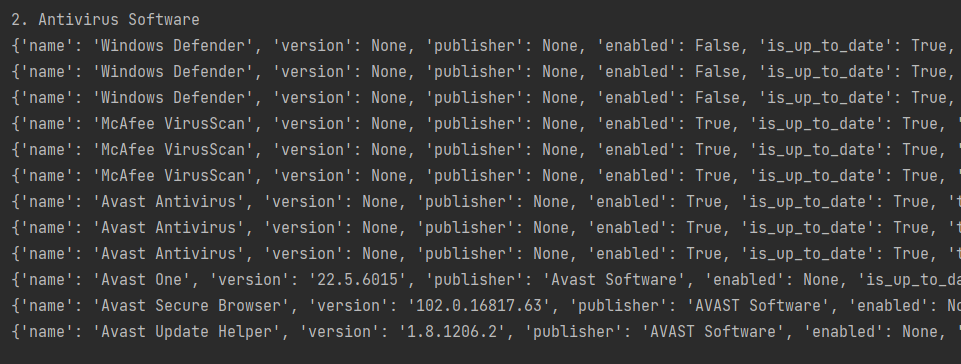 2. Antivirus Software
{'name': 'Windows Defender', 'version': None, 'publisher': None, 'enabled': False, 'is_up_to_date': True,
{'name': 'Windows Defender', 'version': None, 'publisher': None, 'enabled': False, 'is_up_to_date': True,
{'name': 'Windows Defender', 'version': None, 'publisher': None, 'enabled': False, 'is_up_to_date': True,
{'name': 'McAfee VirusScan', 'version': None, 'publisher': None, 'enabled': True, 'is_up_to_date': True, '
{'name': 'McAfee VirusScan', 'version': None, 'publisher': None, 'enabled': True, 'is_up_to_date': True, '
{'name': 'McAfee VirusScan', 'version': None, 'publisher': None, 'enabled': True, 'is_up_to_date': True, '
{'name': 'Avast Antivirus', 'version': None, 'publisher': None, 'enabled': True, 'is_up_to_date': True, 't
{'name': 'Avast Antivirus', 'version': None, 'publisher': None, 'enabled': True, 'is_up_to_date': True, 't
{'name': 'Avast Antivirus', 'version': None, 'publisher': None, 'enabled': True, 'is_up_to_date': True, 't
{'name': 'Avast One', 'version': '22.5.6015', 'publisher': 'Avast Software', 'enabled': None, 'is_up_to_da
{'name': 'Avast Secure Browser', 'version': '102.0.16817.63', 'publisher': 'AVAST Software', 'enabled': No
{'name': 'Avast Update Helper', 'version': '1.8.1206.2', 'publisher': 'AVAST Software', 'enabled': None, '